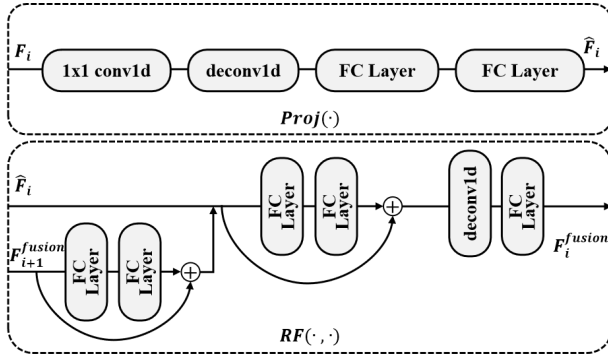 F_i
1x1 conv1d
deconv1d
FC Layer
FC Layer
F̂_i
Proj(·)
F̂_i
FC
Layer
FC
Layer
+
deconv1d
FC
Layer
F_i^{fusion}
F_{i+1}^{fusion}
FC
Layer
FC
Layer
+
RF(·,·)